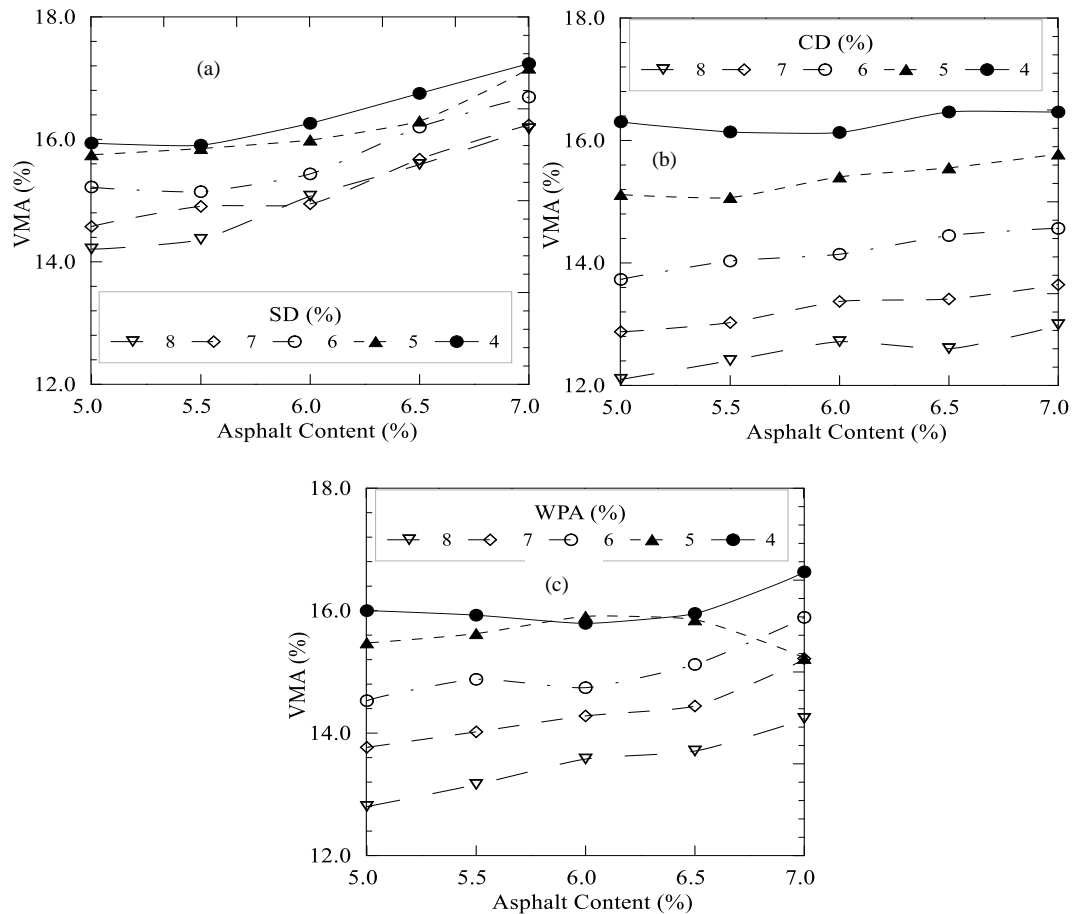 18.0
16.0
14.0
12.0
VMA (%)
(a)
SD (%)
8 7 6 5 4
5.0 5.5 6.0 6.5 7.0
Asphalt Content (%)
18.0
16.0
14.0
12.0
VMA (%)
CD (%)
8 7 6 5 4
(b)
5.0 5.5 6.0 6.5 7.0
Asphalt Content (%)
18.0
16.0
14.0
12.0
VMA (%)
WPA (%)
8 7 6 5 4
(c)
5.0 5.5 6.0 6.5 7.0
Asphalt Content (%)